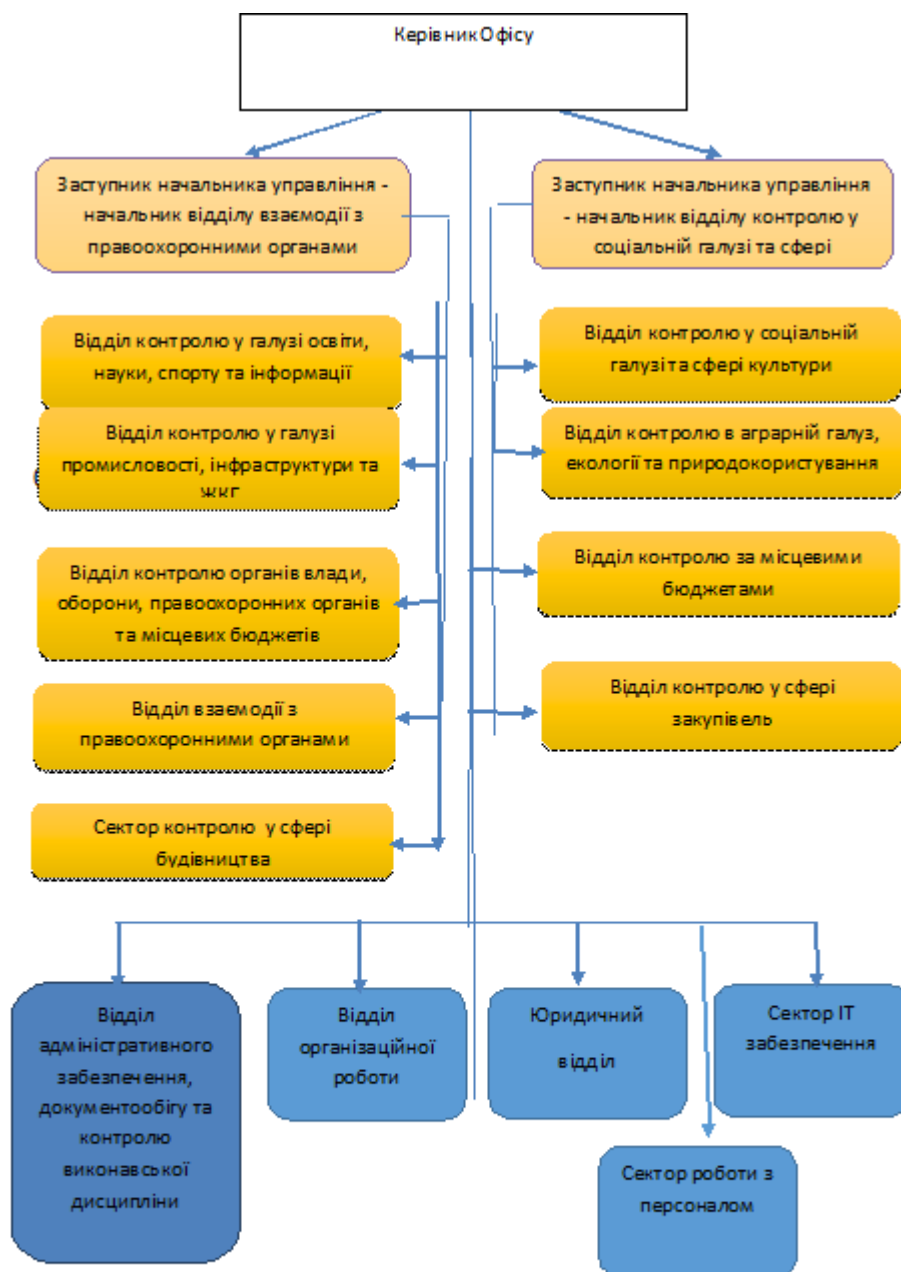 Керівник Офісу
Заступник начальника управління -
начальник відділу взаємодії з
правоохоронними органами
Заступник начальника управління
- начальник відділу контролю у
соціальній галузі та сфері
Відділ контролю у галузі освіти,
науки, спорту та інформації
Відділ контролю у соціальній
галузі та сфері культури
Відділ контролю у галузі
промисловості, інфраструктури та
ЖКГ
Відділ контролю в аграрній галуз,
екології та природокористування
Відділ контролю органів влади,
оборони, правоохоронних органів
та місцевих бюджетів
Відділ контролю за місцевими
бюджетами
Відділ взаємодії з
правоохоронними органами
Відділ контролю у сфері
закупівель
Сектор контролю у сфері
будівництва
Відділ
адміністративного
забезпечення,
документообігу та
контролю
виконавської
дисципліни
Відділ
організаційної
роботи
Юридичний
відділ
Сектор ІТ
забезпечення
Сектор роботи з
персоналом